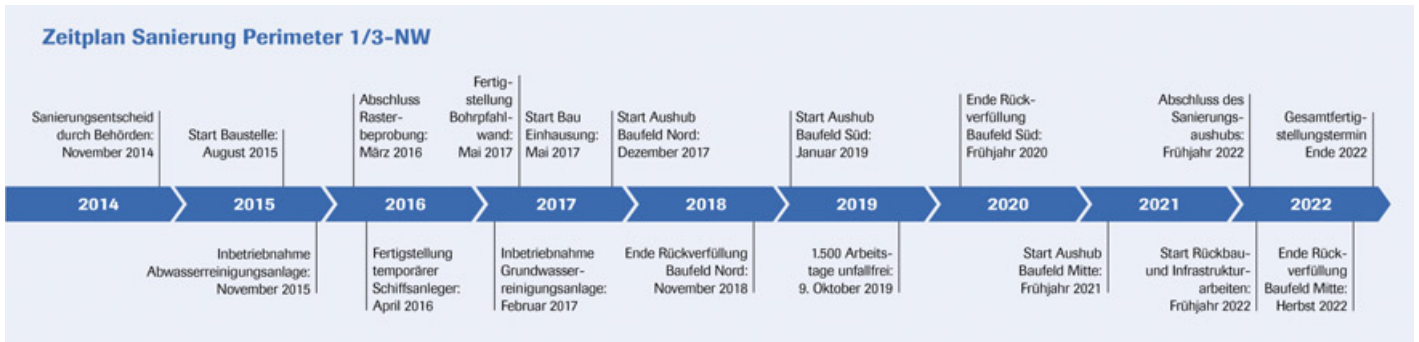 Zeitplan Sanierung Perimeter 1/3-NW
Sanierungsentscheid
durch Behörden:
November 2014
Start Baustelle:
August 2015
Abschluss
Raster-
beprobung:
März 2016
Fertig-
stellung
Bohrpfahl-
wand:
Mai 2017
Start Bau
Einhausung:
Mai 2017
Start Aushub
Baufeld Nord:
Dezember 2017
Start Aushub
Baufeld Süd:
Januar 2019
Ende Rück-
verfüllung
Baufeld Süd:
Frühjahr 2020
Abschluss des
Sanierungs-
aushubs:
Frühjahr 2022
Gesamtfertig-
stellungstermin
Ende 2022
2014
2015
2016
2017
2018
2019
2020
2021
2022
Inbetriebnahme
Abwasserreinigungsanlage:
November 2015
Fertigstellung
temporärer
Schiffsanleger:
April 2016
Inbetriebnahme
Grundwasser-
reinigungsanlage:
Februar 2017
Ende Rückverfüllung
Baufeld Nord:
November 2018
1.500 Arbeits-
tage unfallfrei:
9. Oktober 2019
Start Aushub
Baufeld Mitte:
Frühjahr 2021
Start Rückbau-
und Infrastruktur-
arbeiten:
Frühjahr 2022
Ende Rück-
verfüllung
Baufeld Mitte:
Herbst 2022